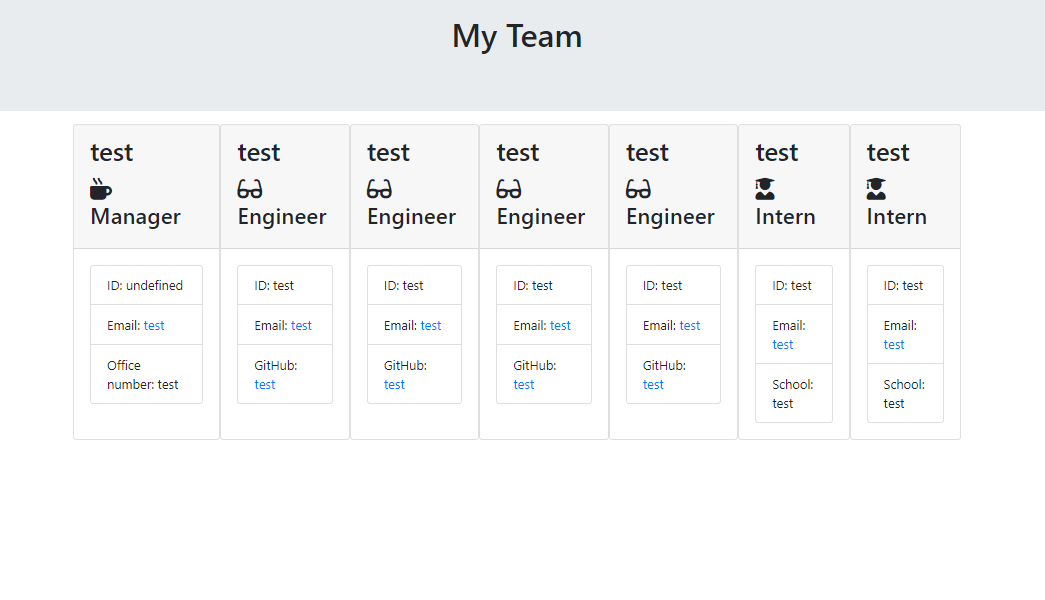 My Team
test
Manager
ID: undefined
Email: test
Office
number: test
test
Engineer
ID: test
Email: test
GitHub:
test
test
Engineer
ID: test
Email: test
GitHub:
test
test
Engineer
ID: test
Email: test
GitHub:
test
test
Engineer
ID: test
Email: test
GitHub:
test
test
Intern
ID: test
Email:
test
School:
test
test
Intern
ID: test
Email:
test
School:
test